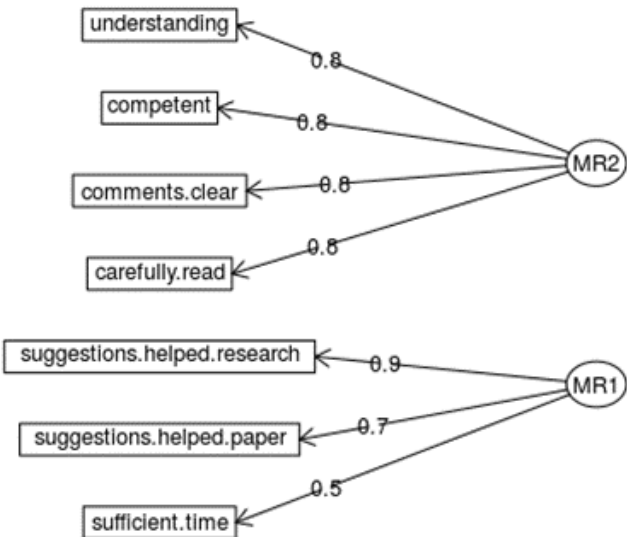 understanding
0.8
competent
0.8
MR2
comments.clear
0.8
carefully.read
0.8
suggestions.helped.research
0.9
MR1
suggestions.helped.paper
0.7
sufficient.time
0.5